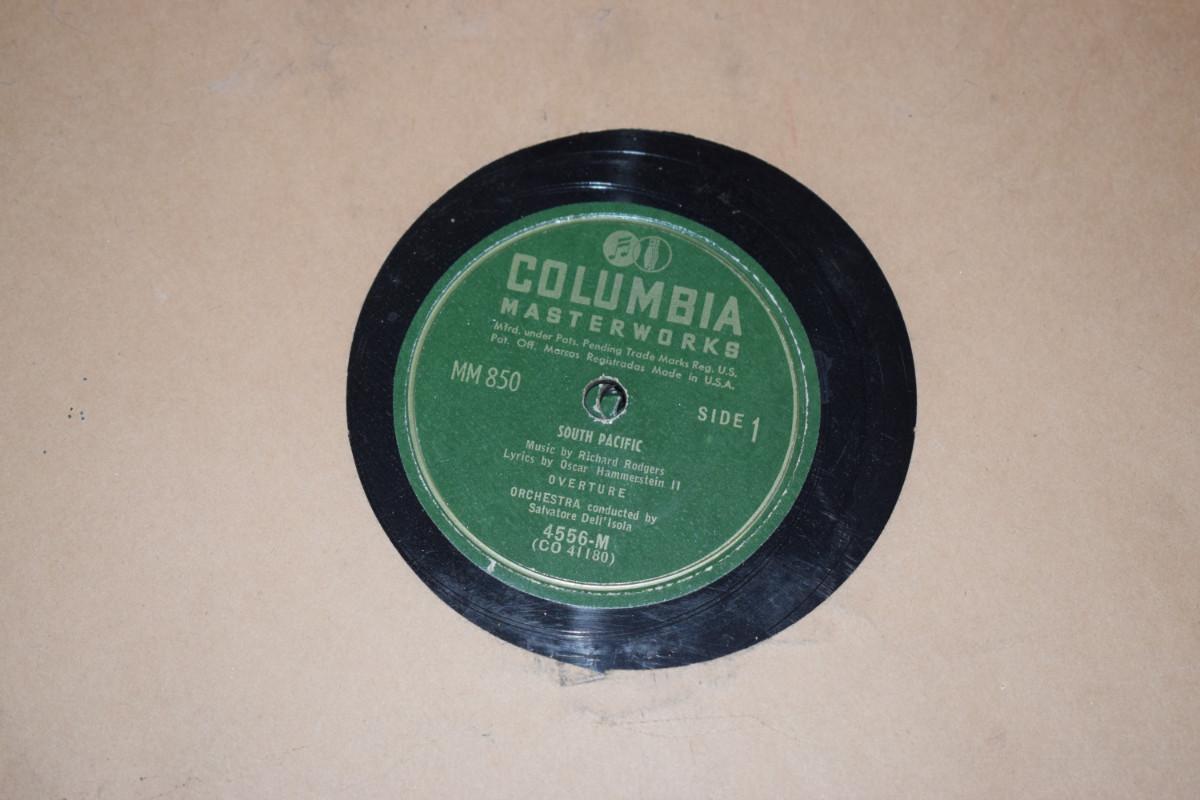 COLUMBIA
MASTERWORKS
Mfrd. under Pats. Pending Trade Marks Reg. U.S.
Pat. Off. Marcas Registradas Made in U.S.A.
MM 850
SIDE 1
SOUTH PACIFIC
Music by Richard Rodgers
Lyrics by Oscar Hammerstein II
OVERTURE
ORCHESTRA conducted by
Salvatore Dell'Isola
4556-M
(CO 41180)